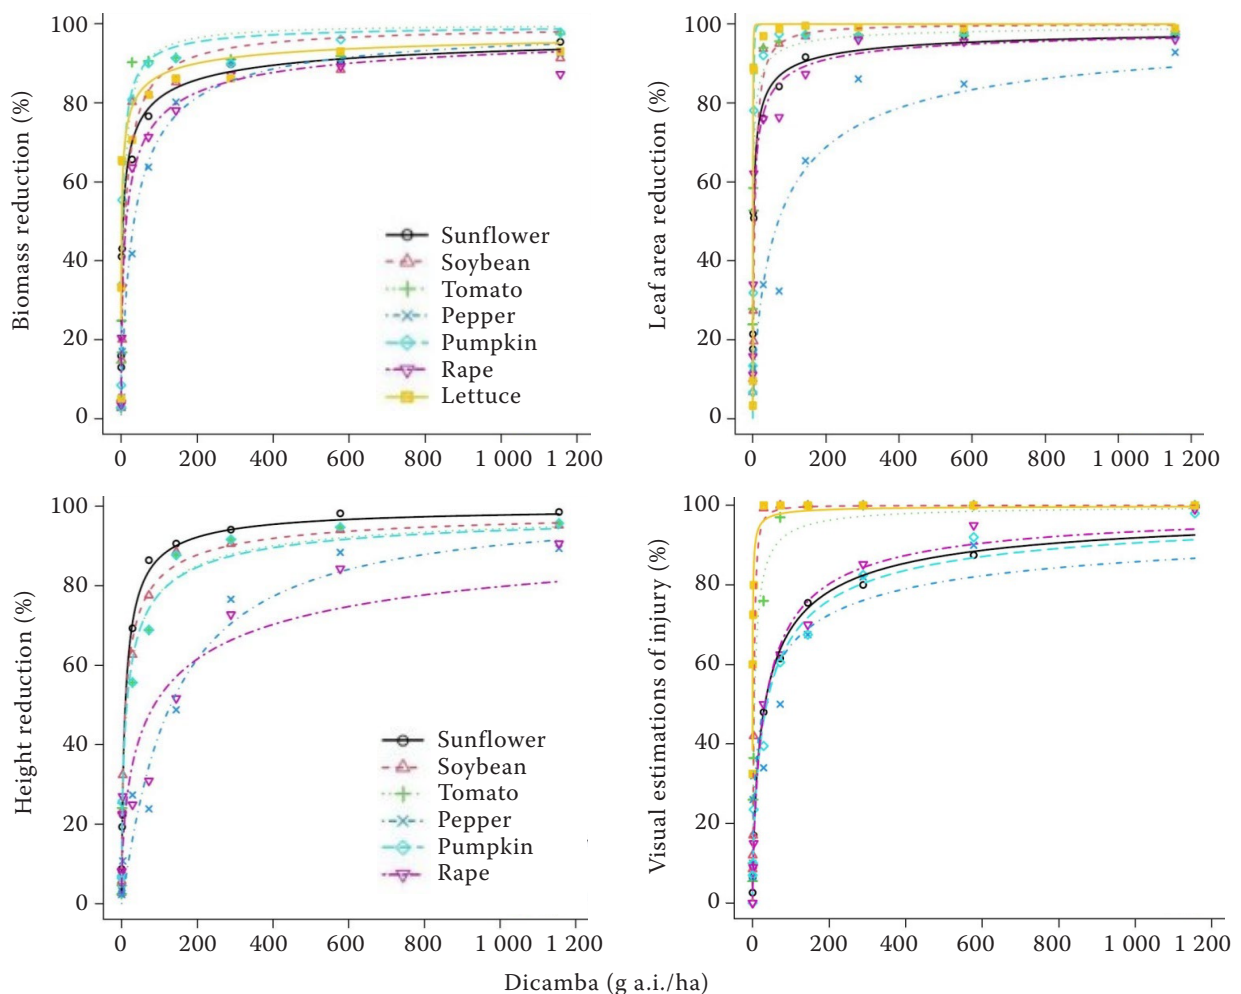 Biomass reduction (%)
100
80
60
40
20
0
0 200 400 600 800 1 000 1 200
Sunflower
Soybean
Tomato
Pepper
Pumpkin
Rape
Lettuce
Leaf area reduction (%)
100
80
60
40
20
0
0 200 400 600 800 1 000 1 200
Height reduction (%)
100
80
60
40
20
0
0 200 400 600 800 1 000 1 200
Sunflower
Soybean
Tomato
Pepper
Pumpkin
Rape
Visual estimations of injury (%)
100
80
60
40
20
0
0 200 400 600 800 1 000 1 200
Dicamba (g a.i./ha)